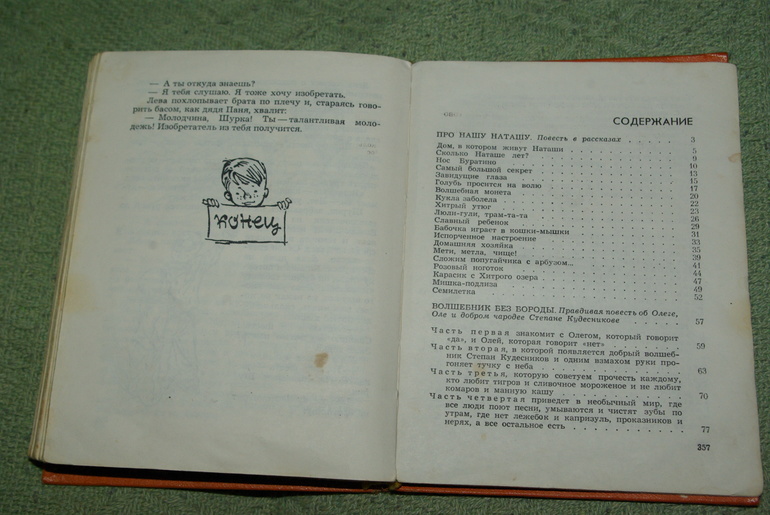 — А ты откуда знаешь?
— Я тебя слушаю. Я тоже хочу изобретать.
Лева похлопывает брата по плечу и, стараясь гово-
рить басом, как дядя Паня, хвалит:
— Молодчина, Шурка! Ты — талантливая моло-
дежь! Изобретатель из тебя получится.
КОНЕЦ
СОДЕРЖАНИЕ
ПРО НАШУ НАТАШУ. Повесть в рассказах . . . . . 3
Дом, в котором живут Наташи 5
Сколько Наташе лет? 9
Нос Буратино 10
Самый большой секрет 13
Завидущие глаза 15
Голубь просится на волю 17
Волшебная монета 20
Кукла заболела 22
Хитрый утюг 23
Люди-гули, трам-та-та 26
Славный ребенок 29
Бабочка играет в кошки-мышки 31
Испорченное настроение 33
Домашняя хозяйка 35
Мети, метла, чище! 39
Сложим попугайчика с арбузом... 41
Розовый ноготок 44
Карасик с Хитрого озера 47
Мишка-подлиза 49
Семилетка 52
ВОЛШЕБНИК БЕЗ БОРОДЫ. Правдивая повесть об Олеге,
Оле и добром чародее Степане Кудесникове . . . . 57
Часть первая знакомит с Олегом, который говорит
«да», и Олей, которая говорит «нет» . . . . . . 59
Часть вторая, в которой появляется добрый волшеб-
ник Степан Кудесников и одним взмахом руки про-
гоняет тучку с неба . . . . . . 63
Часть третья, которую советуем прочесть каждому,
кто любит тигров и сливочное мороженое и не любит
комаров и манную кашу . . . . . . 70
Часть четвертая приведет в необычный мир, где
все люди поют песни, умываются и чистят зубы по
утрам, где нет лежебок и капризуль, проказников и
нерях, а все остальное есть . . . . . . 77
357